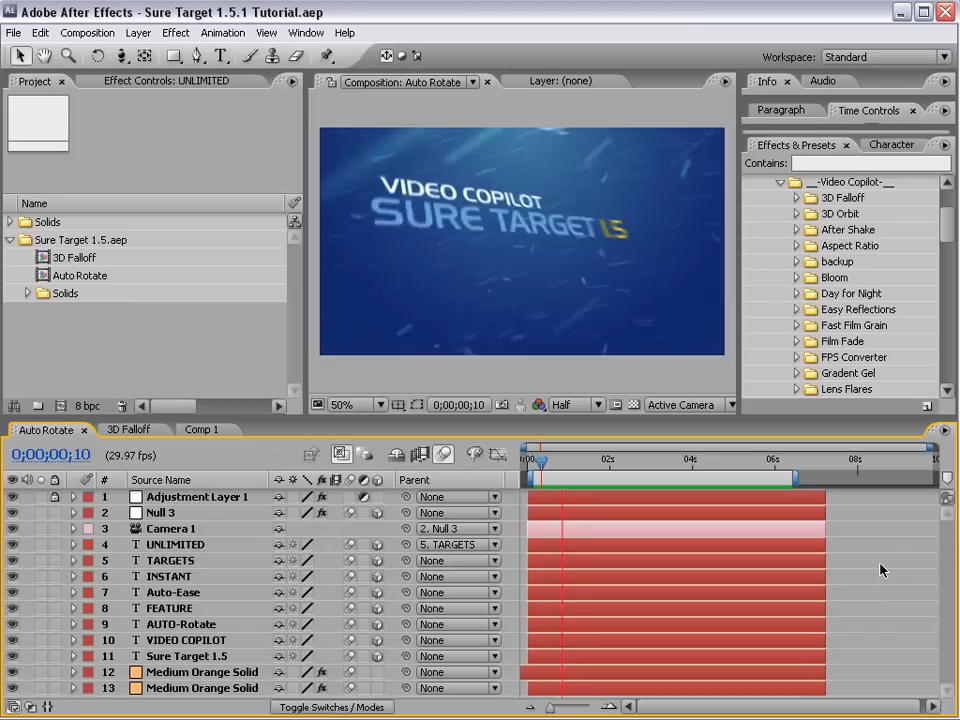 Adobe After Effects - Sure Target 1.5.1 Tutorial.aep
File Edit Composition Layer Effect Animation View Window Help
Workspace: Standard
Project Effect Controls: UNLIMITED
Composition: Auto Rotate Layer: (none)
Info Audio
Paragraph Time Controls
Effects & Presets Character
Contains:
__-Video Copilot-__
3D Falloff
3D Orbit
After Shake
Aspect Ratio
backup
Bloom
Day for Night
Easy Reflections
Fast Film Grain
Film Fade
FPS Converter
Gradent Gel
Lens Flares
VIDEO COPILOT
SURE TARGET 1.5
Name
Solids
Sure Target 1.5.aep
3D Falloff
Auto Rotate
Solids
8 bpc
50% 0;00;00;10 Half Active Camera
Auto Rotate 3D Falloff Comp 1
0;00;00;10 (29.97 fps)
02s 04s 06s 08s
# Source Name Parent
1 Adjustment Layer 1 None
2 Null 3 None
3 Camera 1 2. Null 3
4 T UNLIMITED 5. TARGETS
5 T TARGETS None
6 T INSTANT None
7 T Auto-Ease None
8 T FEATURE None
9 T AUTO-Rotate None
10 T VIDEO COPILOT None
11 T Sure Target 1.5 None
12 Medium Orange Solid None
13 Medium Orange Solid None
Toggle Switches / Modes